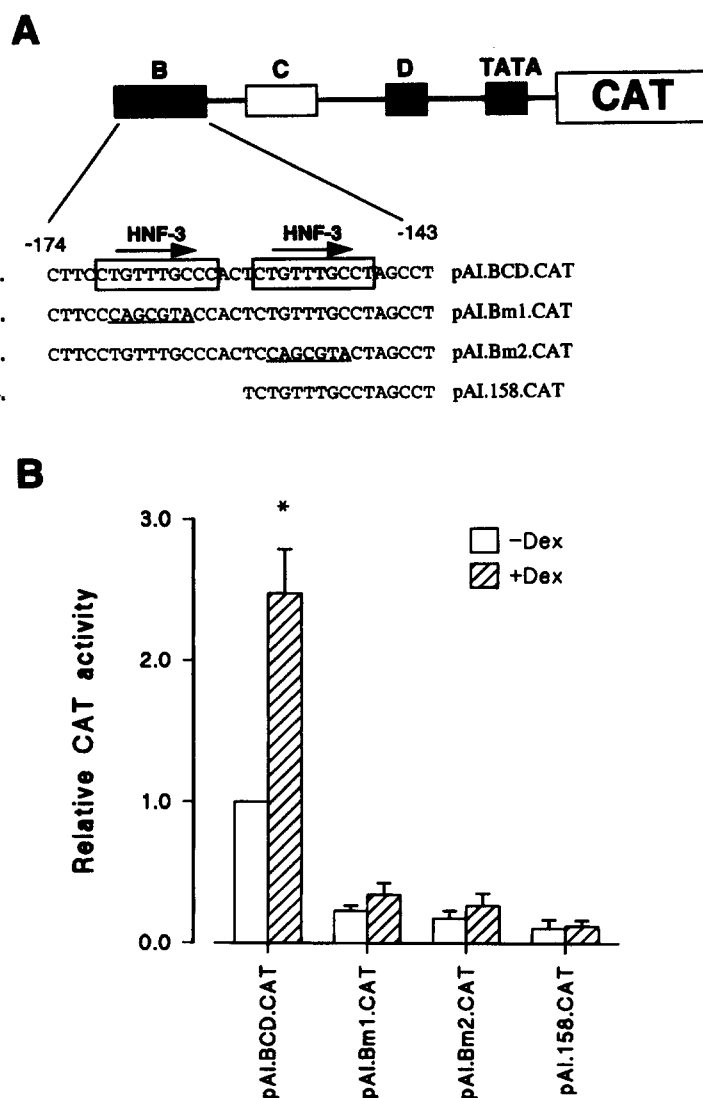 A
B C D TATA
CAT
-174 HNF-3 HNF-3 -143
. CTTCCTGTTTGCCCACTCTGTTTGCCTAGCCT pAI.BCD.CAT
. CTTCCCAGCGTACCACTCTGTTTGCCTAGCCT pAI.Bm1.CAT
. CTTCCTGTTTGCCCACTCCAGCGTACTAGCCT pAI.Bm2.CAT
. TCTGTTTGCCTAGCCT pAI.158.CAT
B
*
3.0
2.0
1.0
0.0
Relative CAT activity
-Dex
+Dex
pAI.BCD.CAT
pAI.Bm1.CAT
pAI.Bm2.CAT
pAI.158.CAT